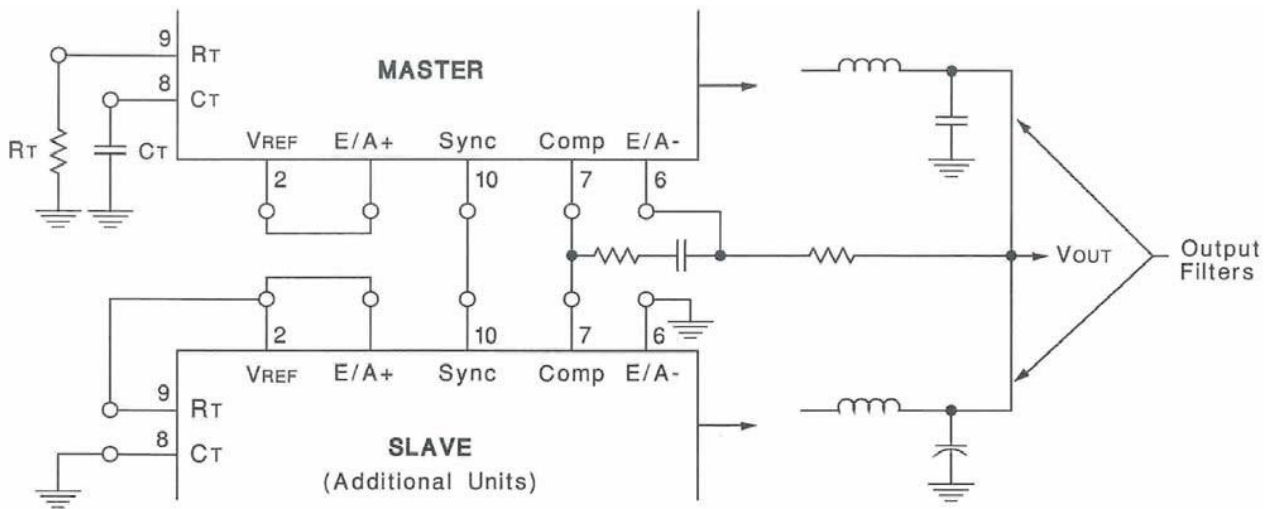 9
RT
MASTER
8
CT
RT
CT
VREF
E/A+
Sync
Comp
E/A-
2
10
7
6
VOUT
Output
Filters
2
10
7
6
VREF
E/A+
Sync
Comp
E/A-
9
RT
8
CT
SLAVE
(Additional Units)